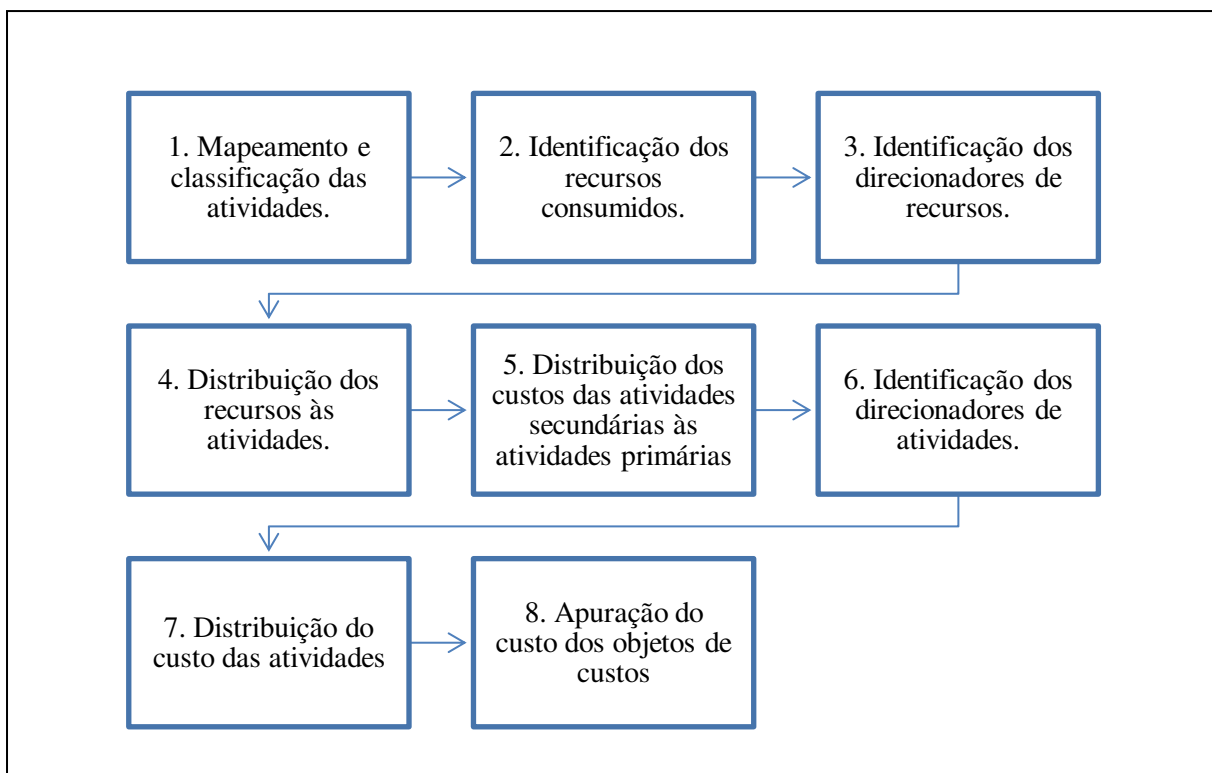 1. Mapeamento e
classificação das
atividades.
2. Identificação dos
recursos
consumidos.
3. Identificação dos
direcionadores de
recursos.
4. Distribuição dos
recursos às
atividades.
5. Distribuição dos
custos das atividades
secundárias às
atividades primárias
6. Identificação dos
direcionadores de
atividades.
7. Distribuição do
custo das atividades
8. Apuração do
custo dos objetos de
custos